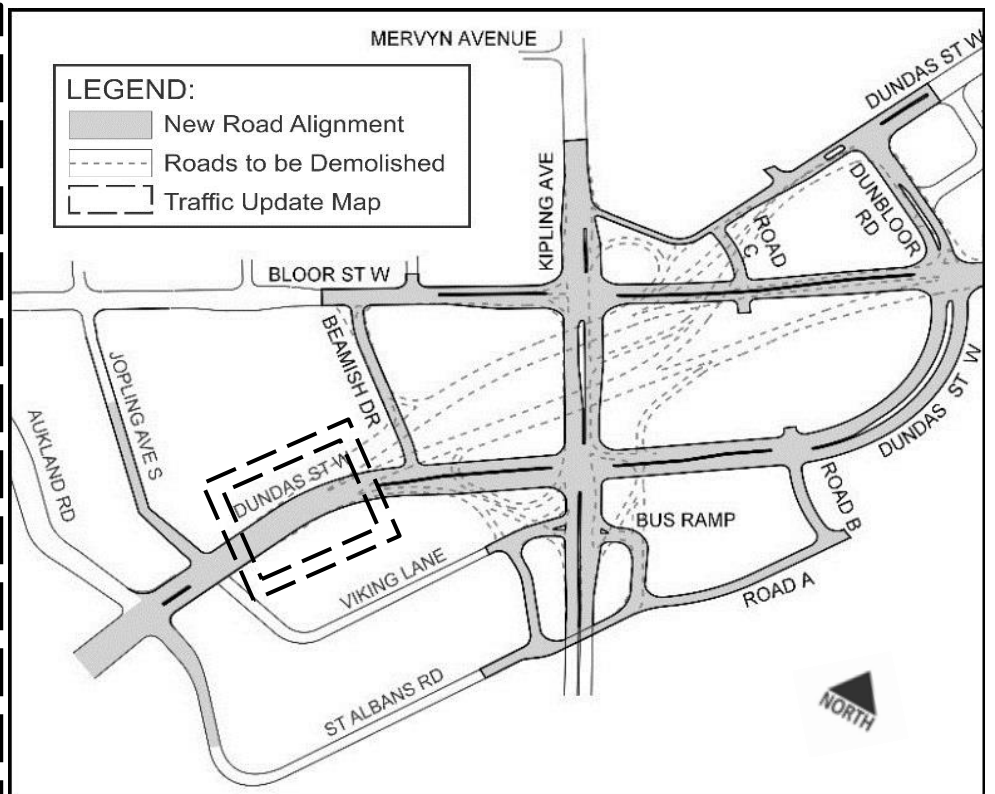 MERVYN AVENUE
DUNDAS ST W
LEGEND:
New Road Alignment
Roads to be Demolished
Traffic Update Map
KIPLING AVE
DUNBLOOR
RD
ROAD
C
BLOOR ST W
BEAMISH DR
JOPLING AVE S
AUKLAND RD
DUNDAS ST W
DUNDAS ST W
ROAD B
BUS RAMP
VIKING LANE
ROAD A
ST ALBANS RD
NORTH